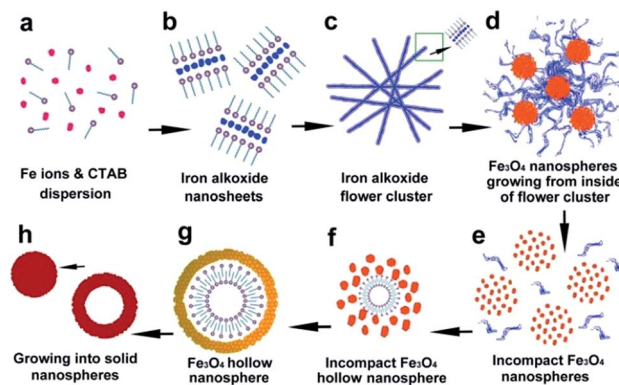 a
Fe ions & CTAB
dispersion
b
Iron alkoxide
nanosheets
c
Iron alkoxide
flower cluster
d
Fe₃O₄ nanospheres
growing from inside
of flower cluster
h
Growing into solid
nanospheres
g
Fe₃O₄ hollow
nanosphere
f
Incompact Fe₃O₄
hollow nanosphere
e
Incompact Fe₃O₄
nanospheres